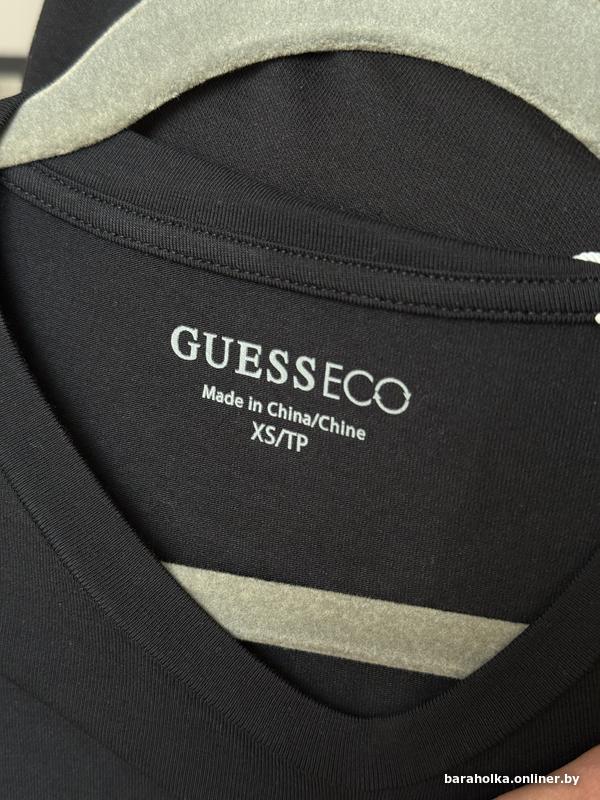 GUESS ECO
Made in China/Chine
XS/TP
baraholka.onliner.by